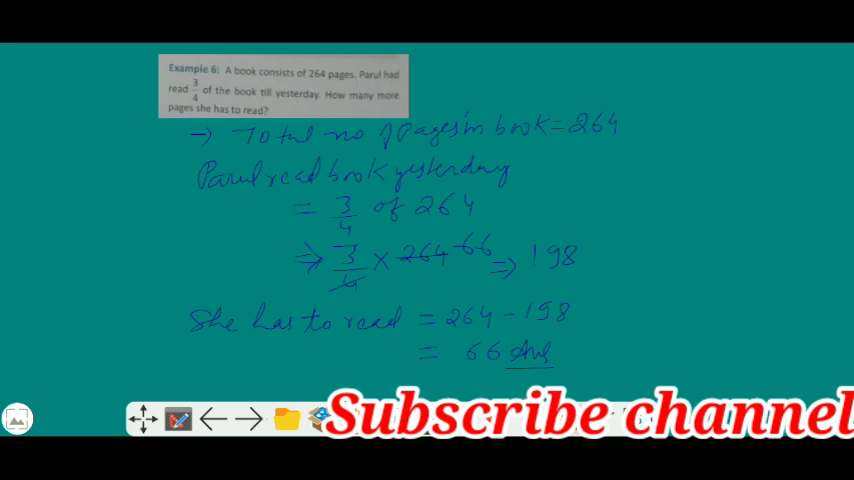 Example 6: A book consists of 264 pages. Parul had
read 3/4 of the book till yesterday. How many more
pages she has to read?
→ Total no of Pages in book = 264
Parul read book yesterday
= 3/4 of 264
⇒ 3/4 × 264 66 ⇒ 198
She has to read = 264 - 198
= 66 Ans
Subscribe channel